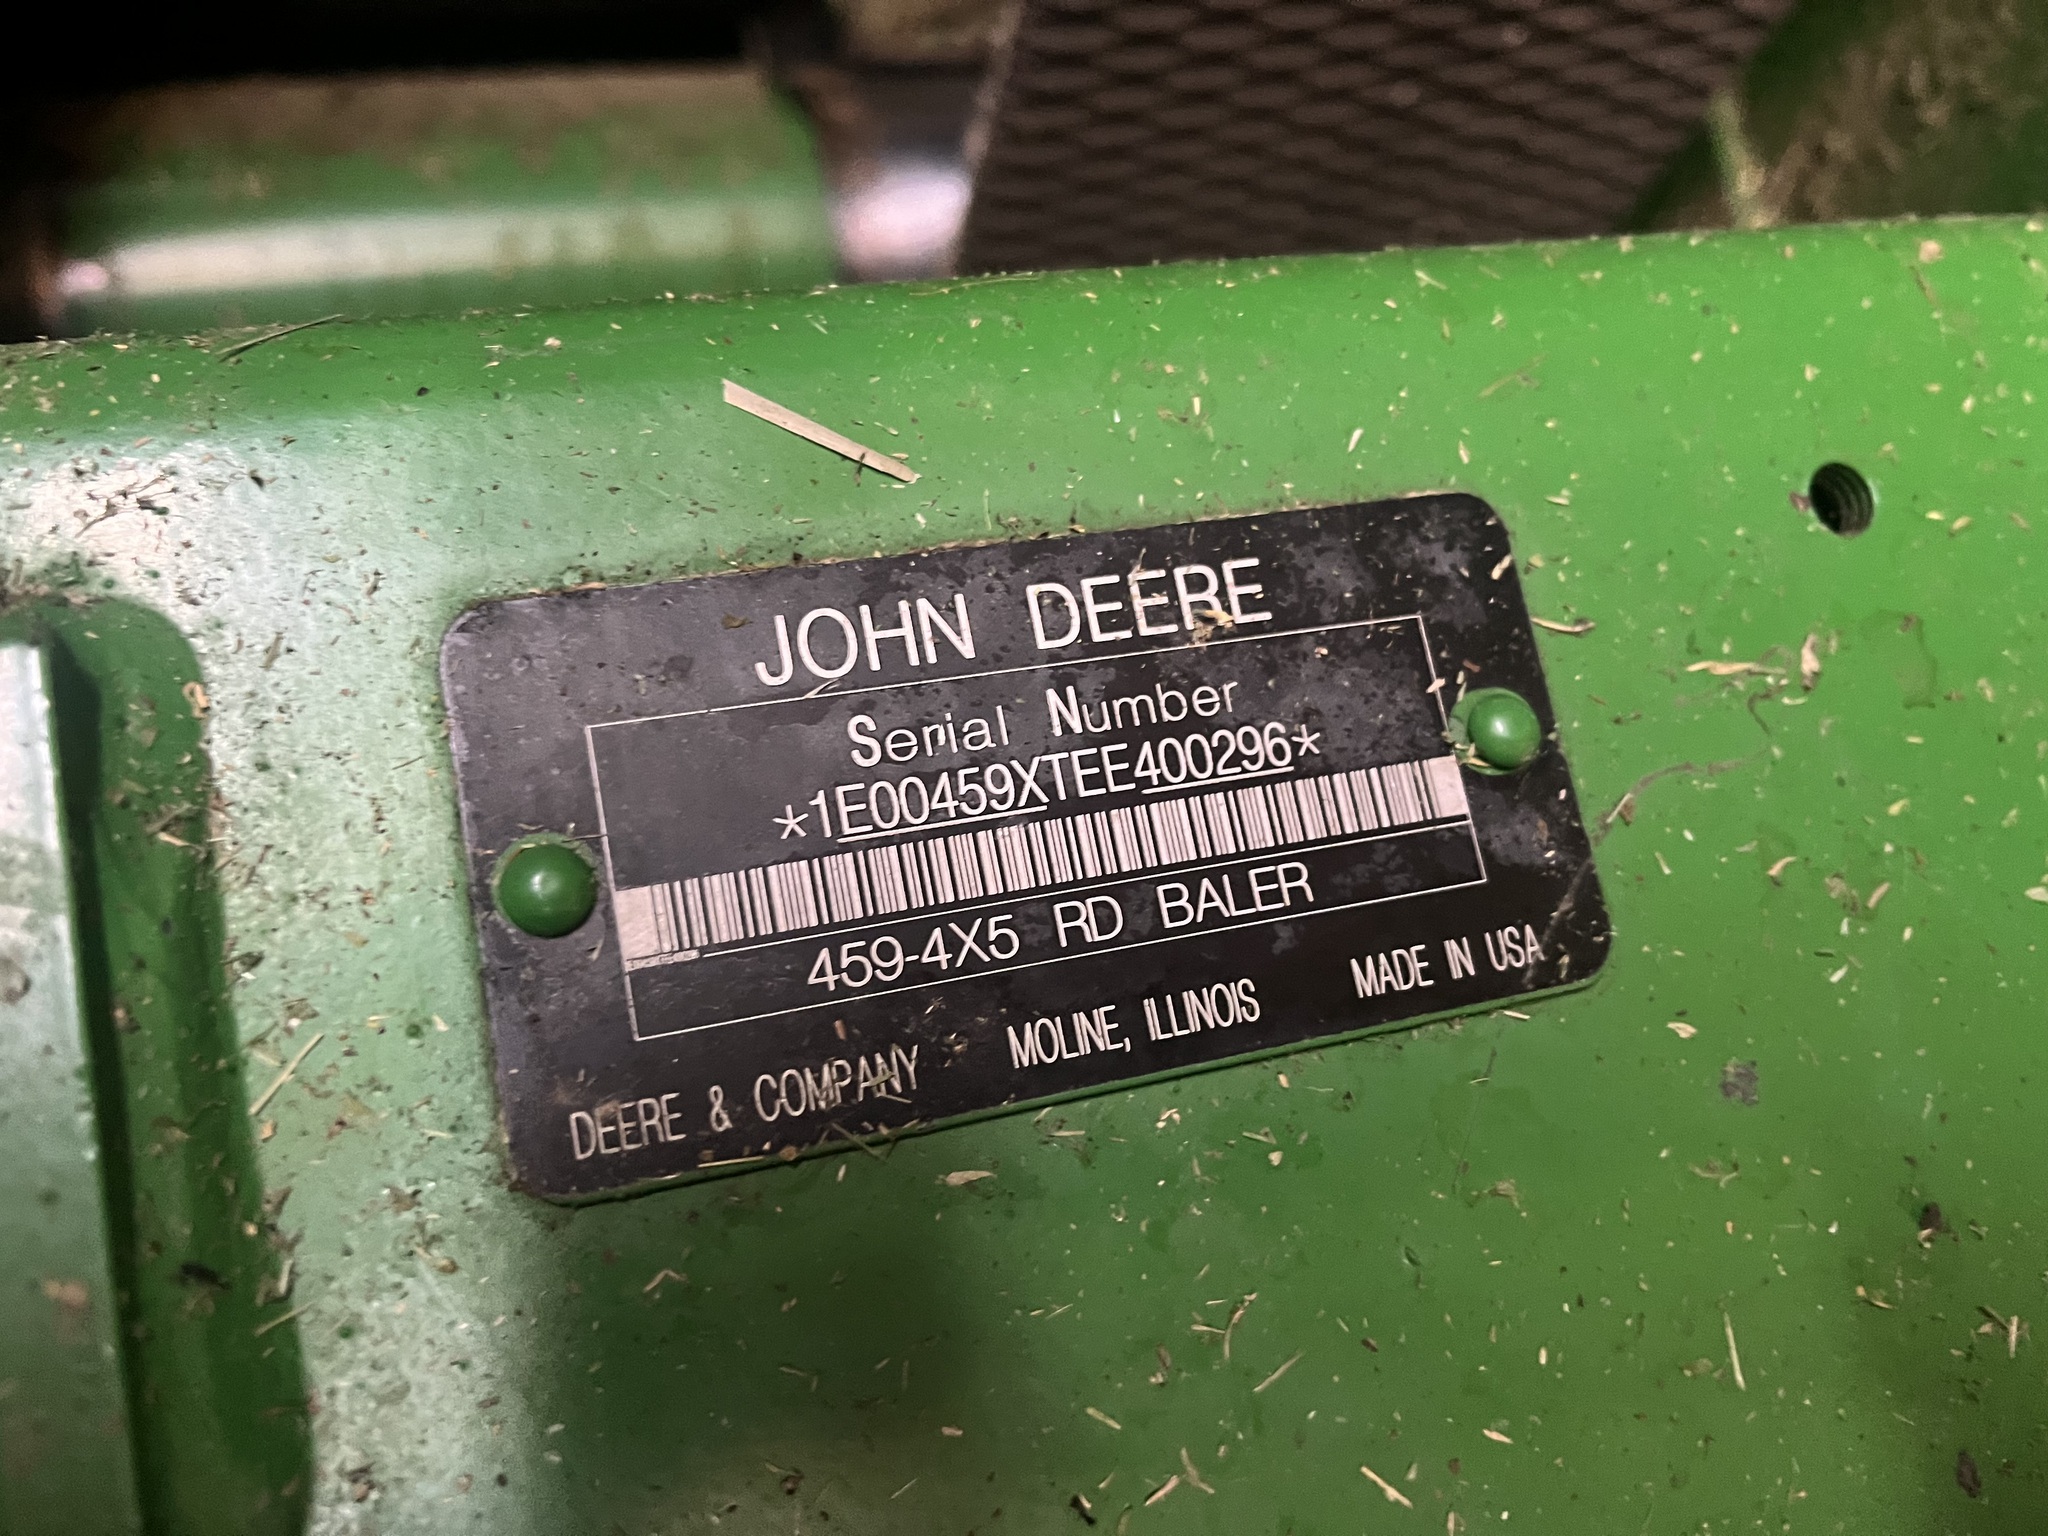 JOHN DEERE
Serial Number
*1E00459XTEE400296*
459-4X5 RD BALER
DEERE & COMPANY MOLINE, ILLINOIS MADE IN USA